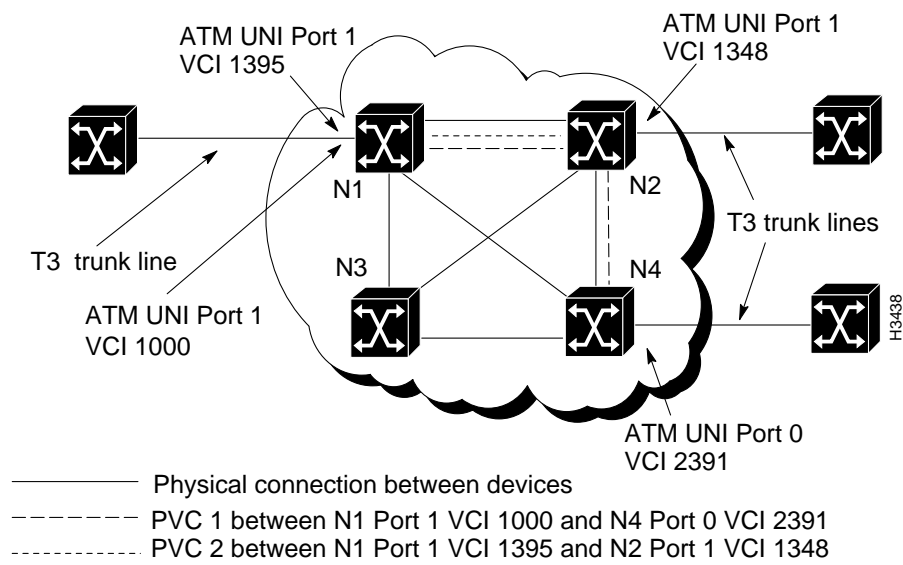 ATM UNI Port 1
VCI 1395
ATM UNI Port 1
VCI 1348
N1
N2
T3 trunk line
T3 trunk lines
N3
N4
ATM UNI Port 1
VCI 1000
H3438
ATM UNI Port 0
VCI 2391
Physical connection between devices
PVC 1 between N1 Port 1 VCI 1000 and N4 Port 0 VCI 2391
PVC 2 between N1 Port 1 VCI 1395 and N2 Port 1 VCI 1348